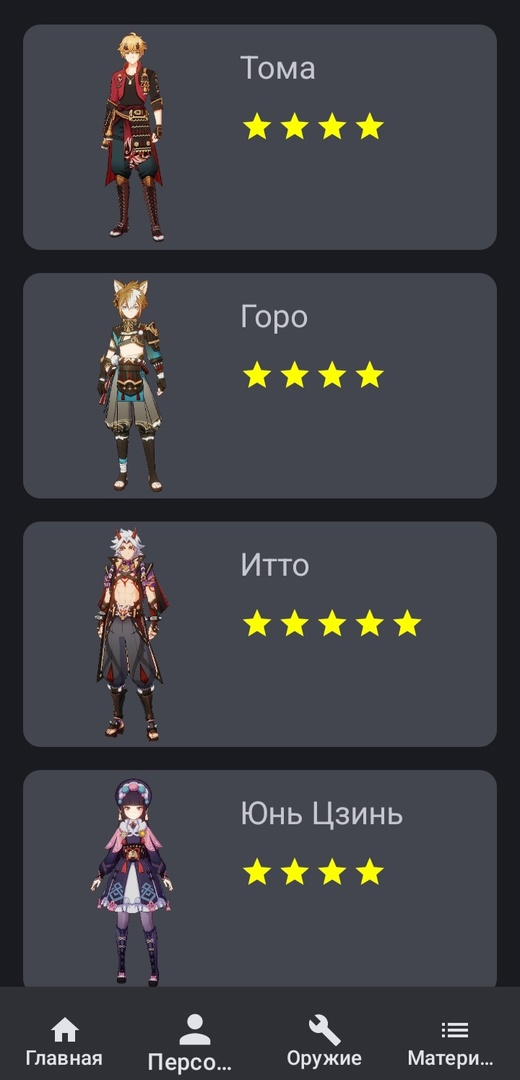 Тома
Горо
Итто
Юнь Цзинь
Главная
Персо...
Оружие
Матери...